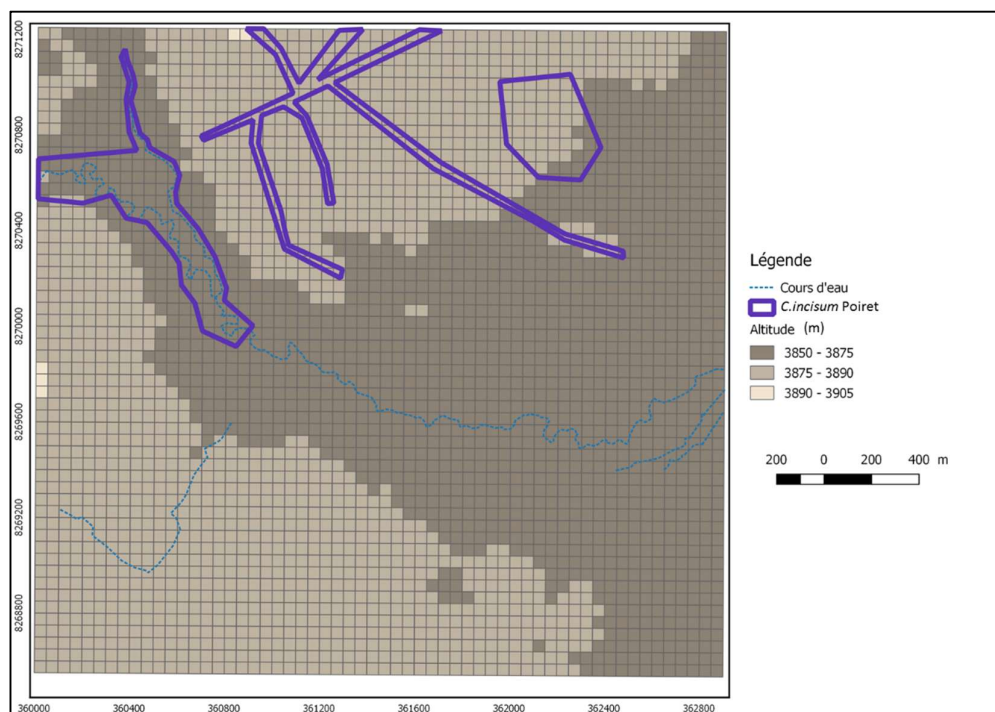 8271200
8270800
8270400
8270000
8269600
8269200
8268800
360000 360400 360800 361200 361600 362000 362400 362800
Légende
Cours d'eau
C.incisum Poiret
Altitude (m)
3850 - 3875
3875 - 3890
3890 - 3905
200 0 200 400 m